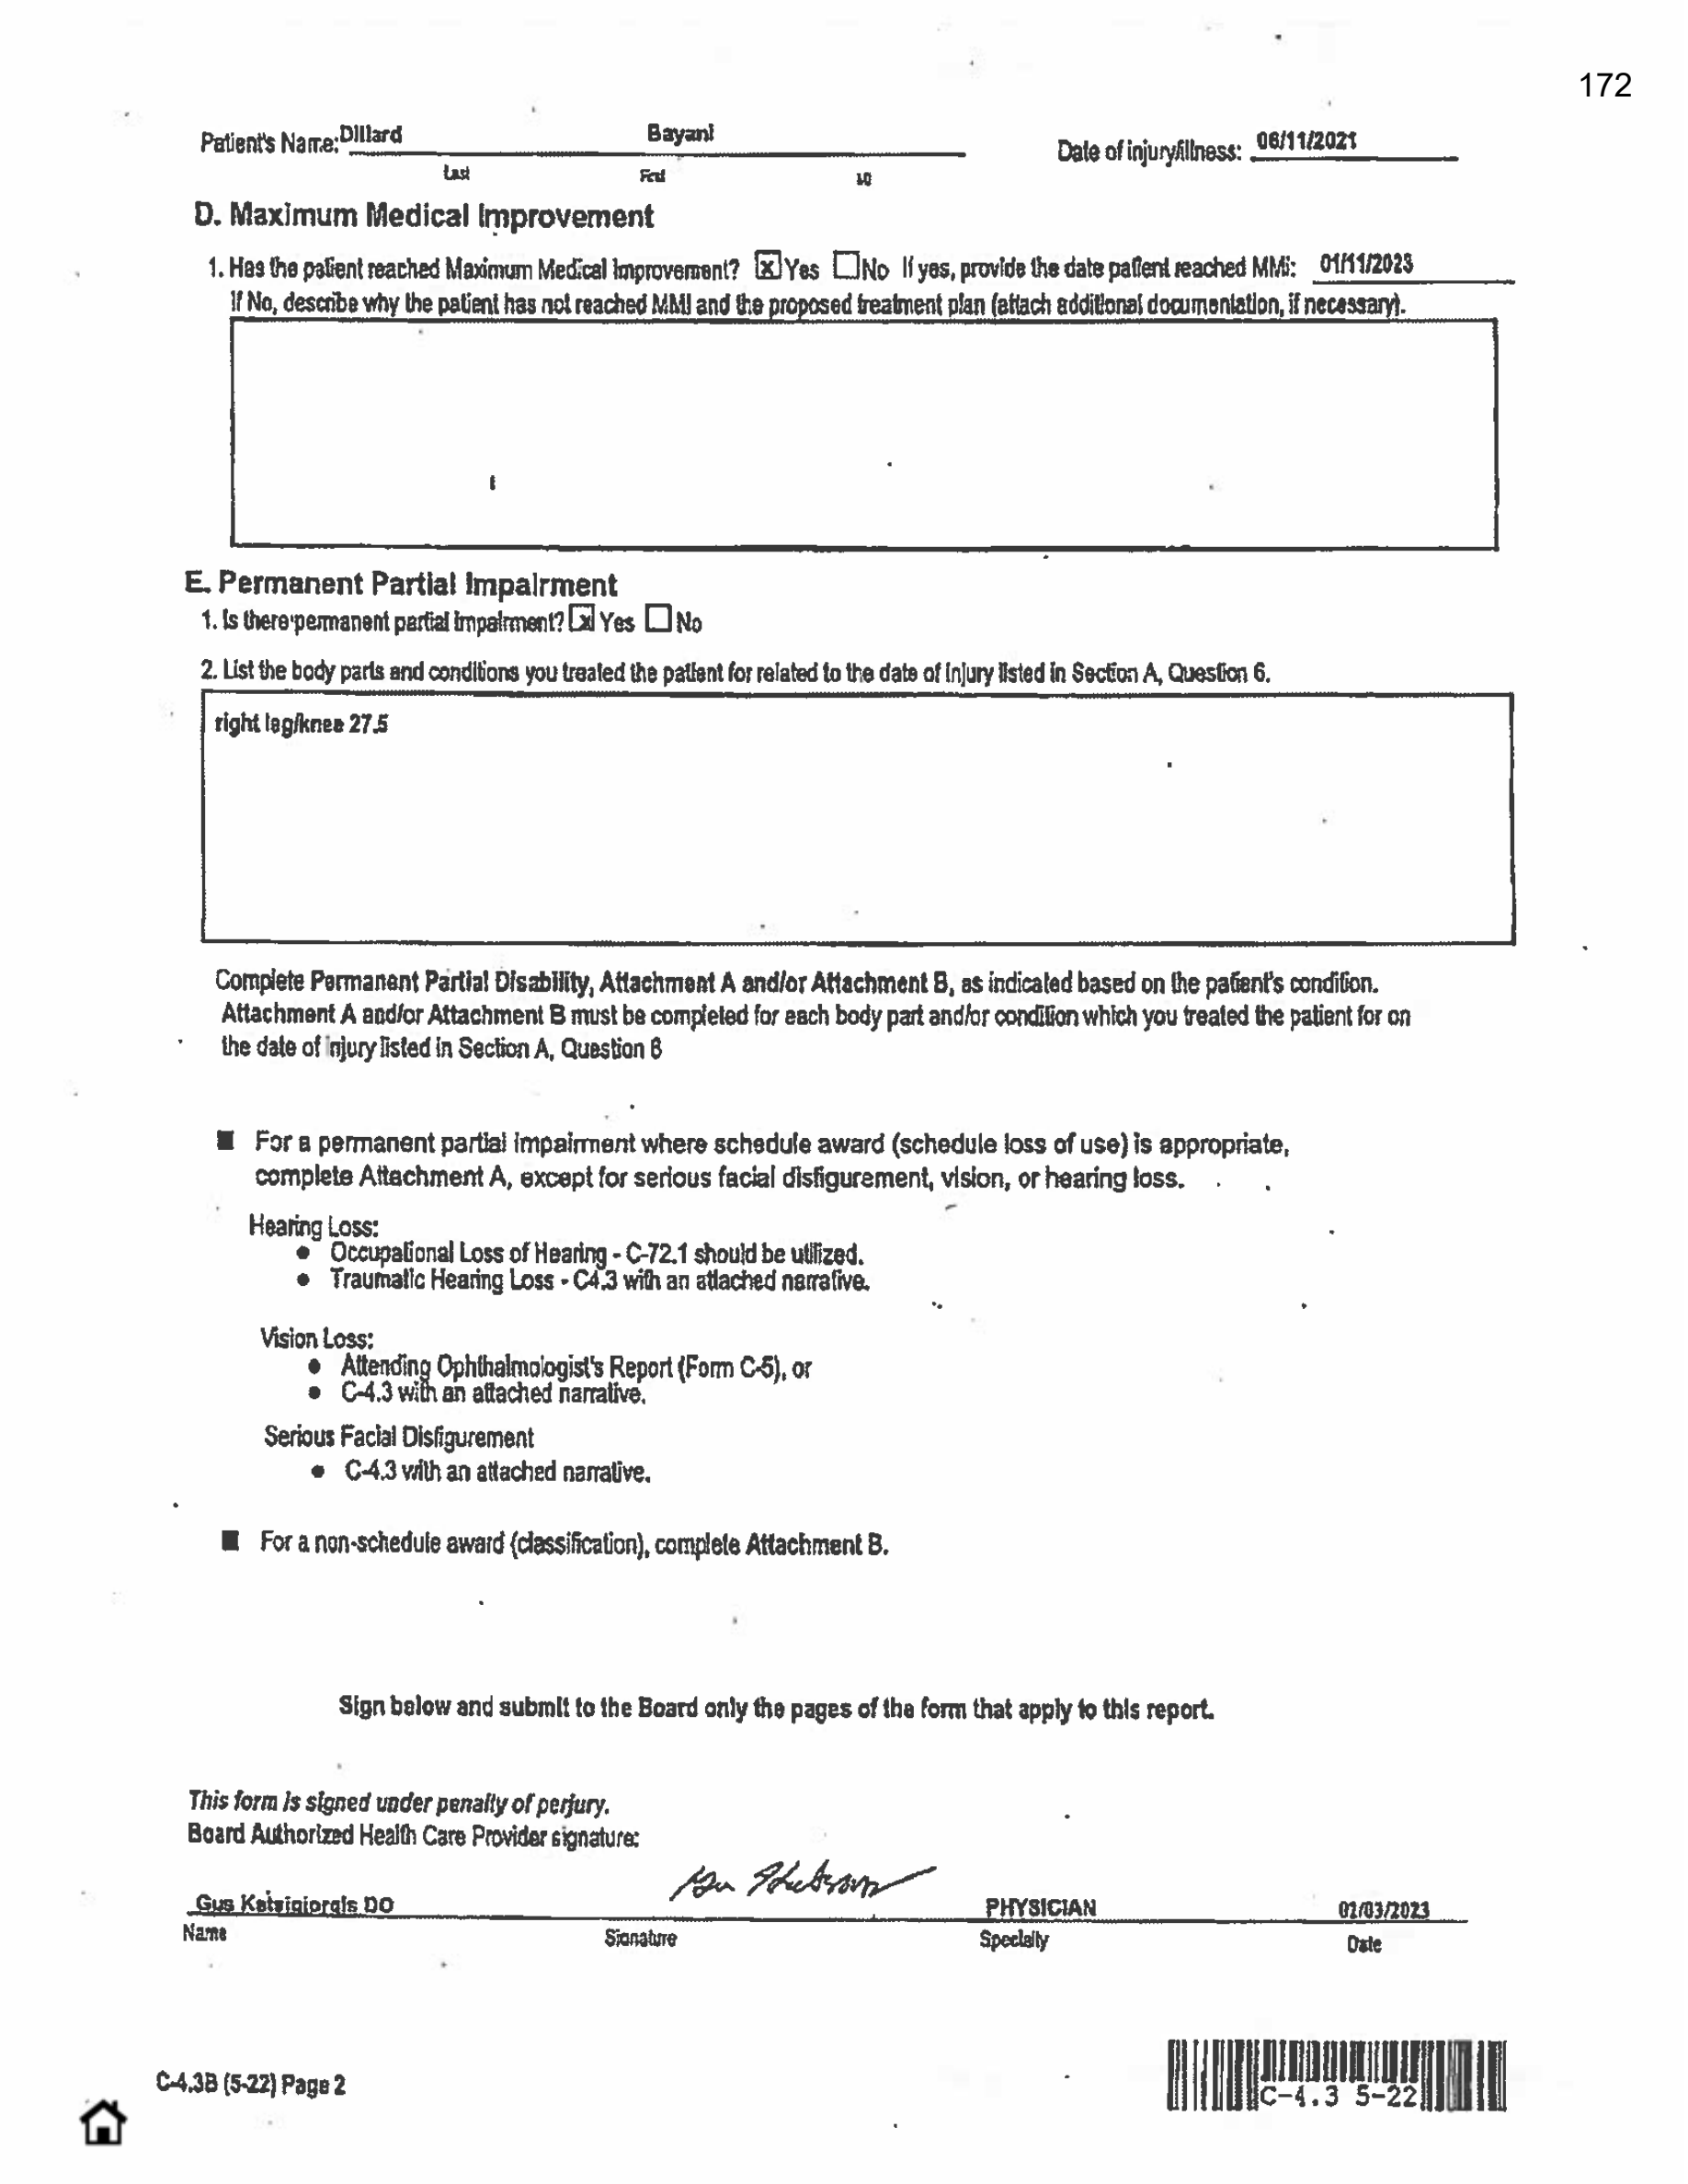 172
Patient's Name: Dillard Bayani Date of injury/illness: 06/11/2021
Last First MI
D. Maximum Medical Improvement
1. Has the patient reached Maximum Medical Improvement? ☒ Yes ☐ No If yes, provide the date patient reached MMI: 01/11/2023
If No, describe why the patient has not reached MMI and the proposed treatment plan (attach additional documentation, if necessary).
E. Permanent Partial Impairment
1. Is there permanent partial impairment? ☒ Yes ☐ No
2. List the body parts and conditions you treated the patient for related to the date of injury listed in Section A, Question 6.
right leg/knee 27.5
Complete Permanent Partial Disability, Attachment A and/or Attachment B, as indicated based on the patient's condition.
Attachment A and/or Attachment B must be completed for each body part and/or condition which you treated the patient for on
the date of injury listed in Section A, Question 6
■ For a permanent partial impairment where schedule award (schedule loss of use) is appropriate,
complete Attachment A, except for serious facial disfigurement, vision, or hearing loss.
Hearing Loss:
• Occupational Loss of Hearing - C-72.1 should be utilized.
• Traumatic Hearing Loss - C4.3 with an attached narrative.
Vision Loss:
• Attending Ophthalmologist's Report (Form C-5), or
• C-4.3 with an attached narrative.
Serious Facial Disfigurement
• C-4.3 with an attached narrative.
■ For a non-schedule award (classification), complete Attachment B.
Sign below and submit to the Board only the pages of the form that apply to this report.
This form is signed under penalty of perjury.
Board Authorized Health Care Provider signature:
Gus Katsigiorgis DO PHYSICIAN 02/03/2023
Name Signature Specialty Date
C-4.3B (5-22) Page 2
C-4.3 5-22